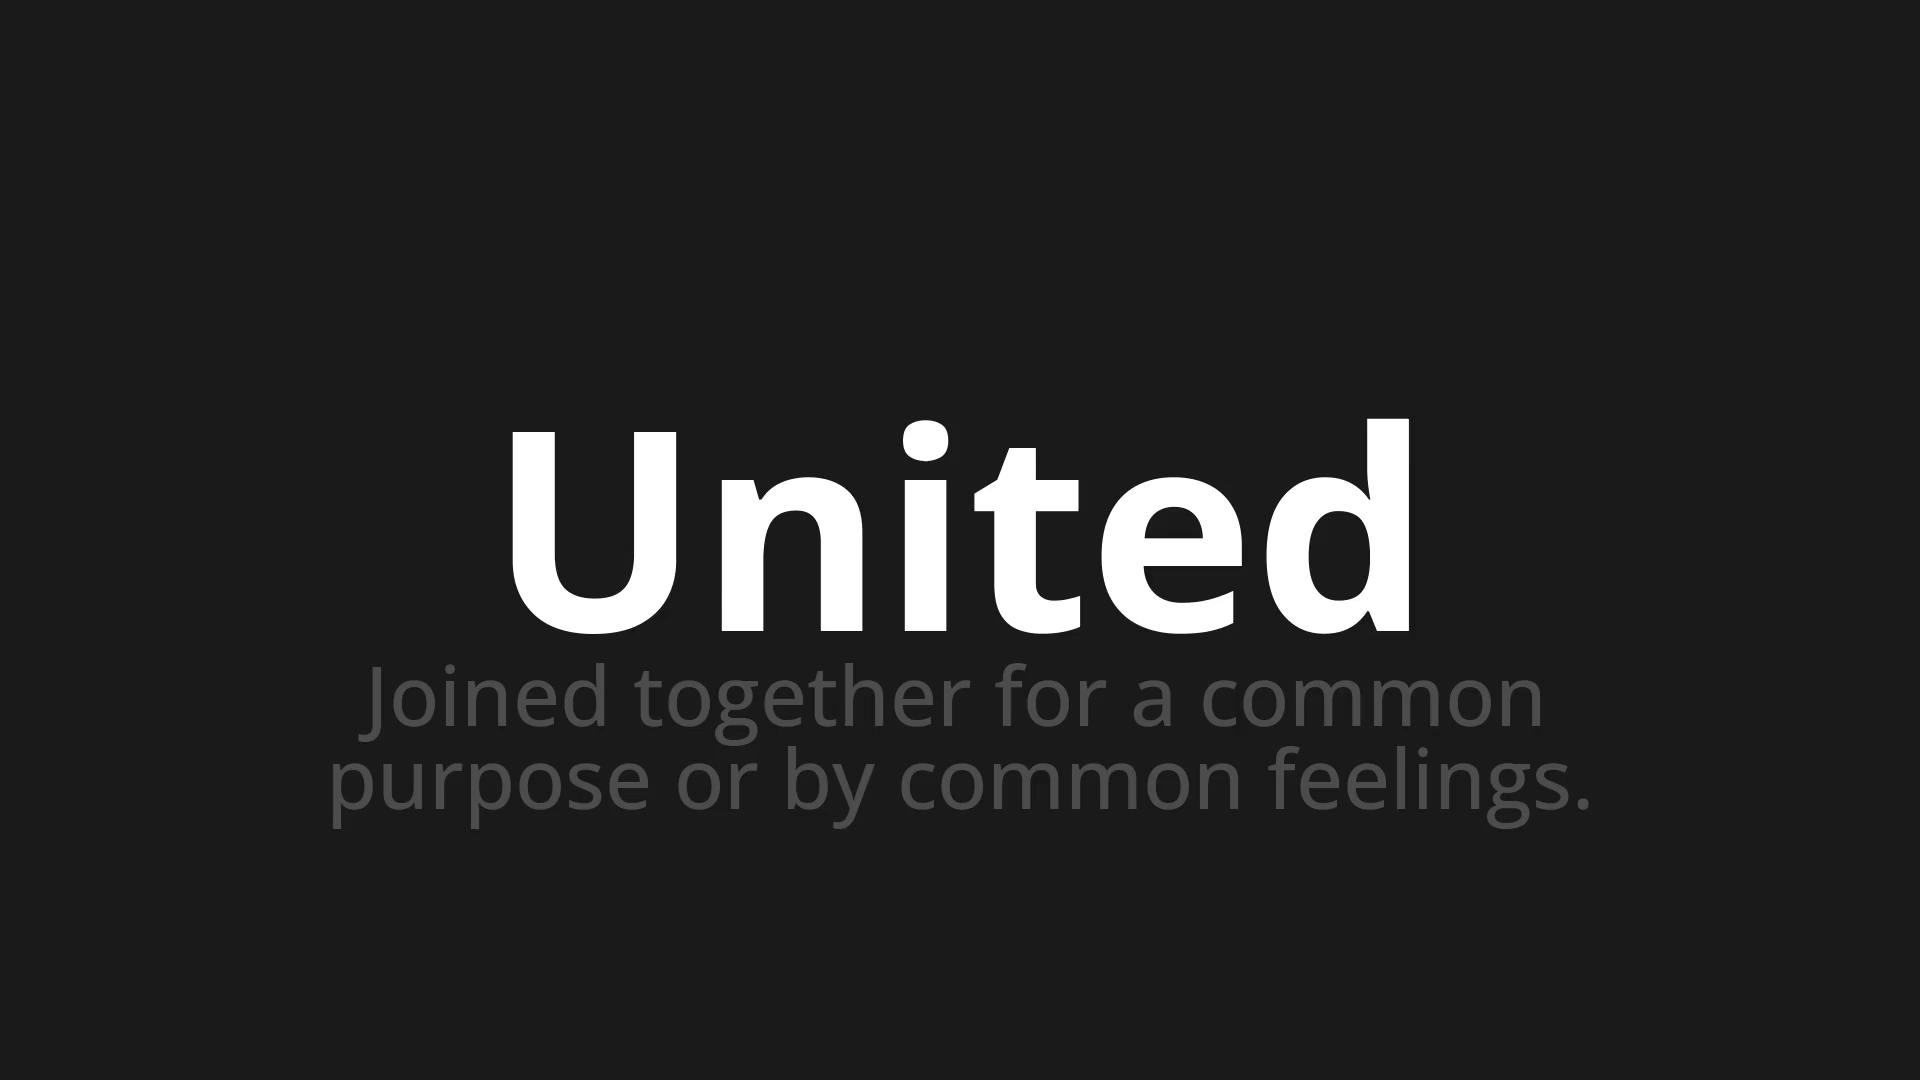 United
Joined together for a common
purpose or by common feelings.